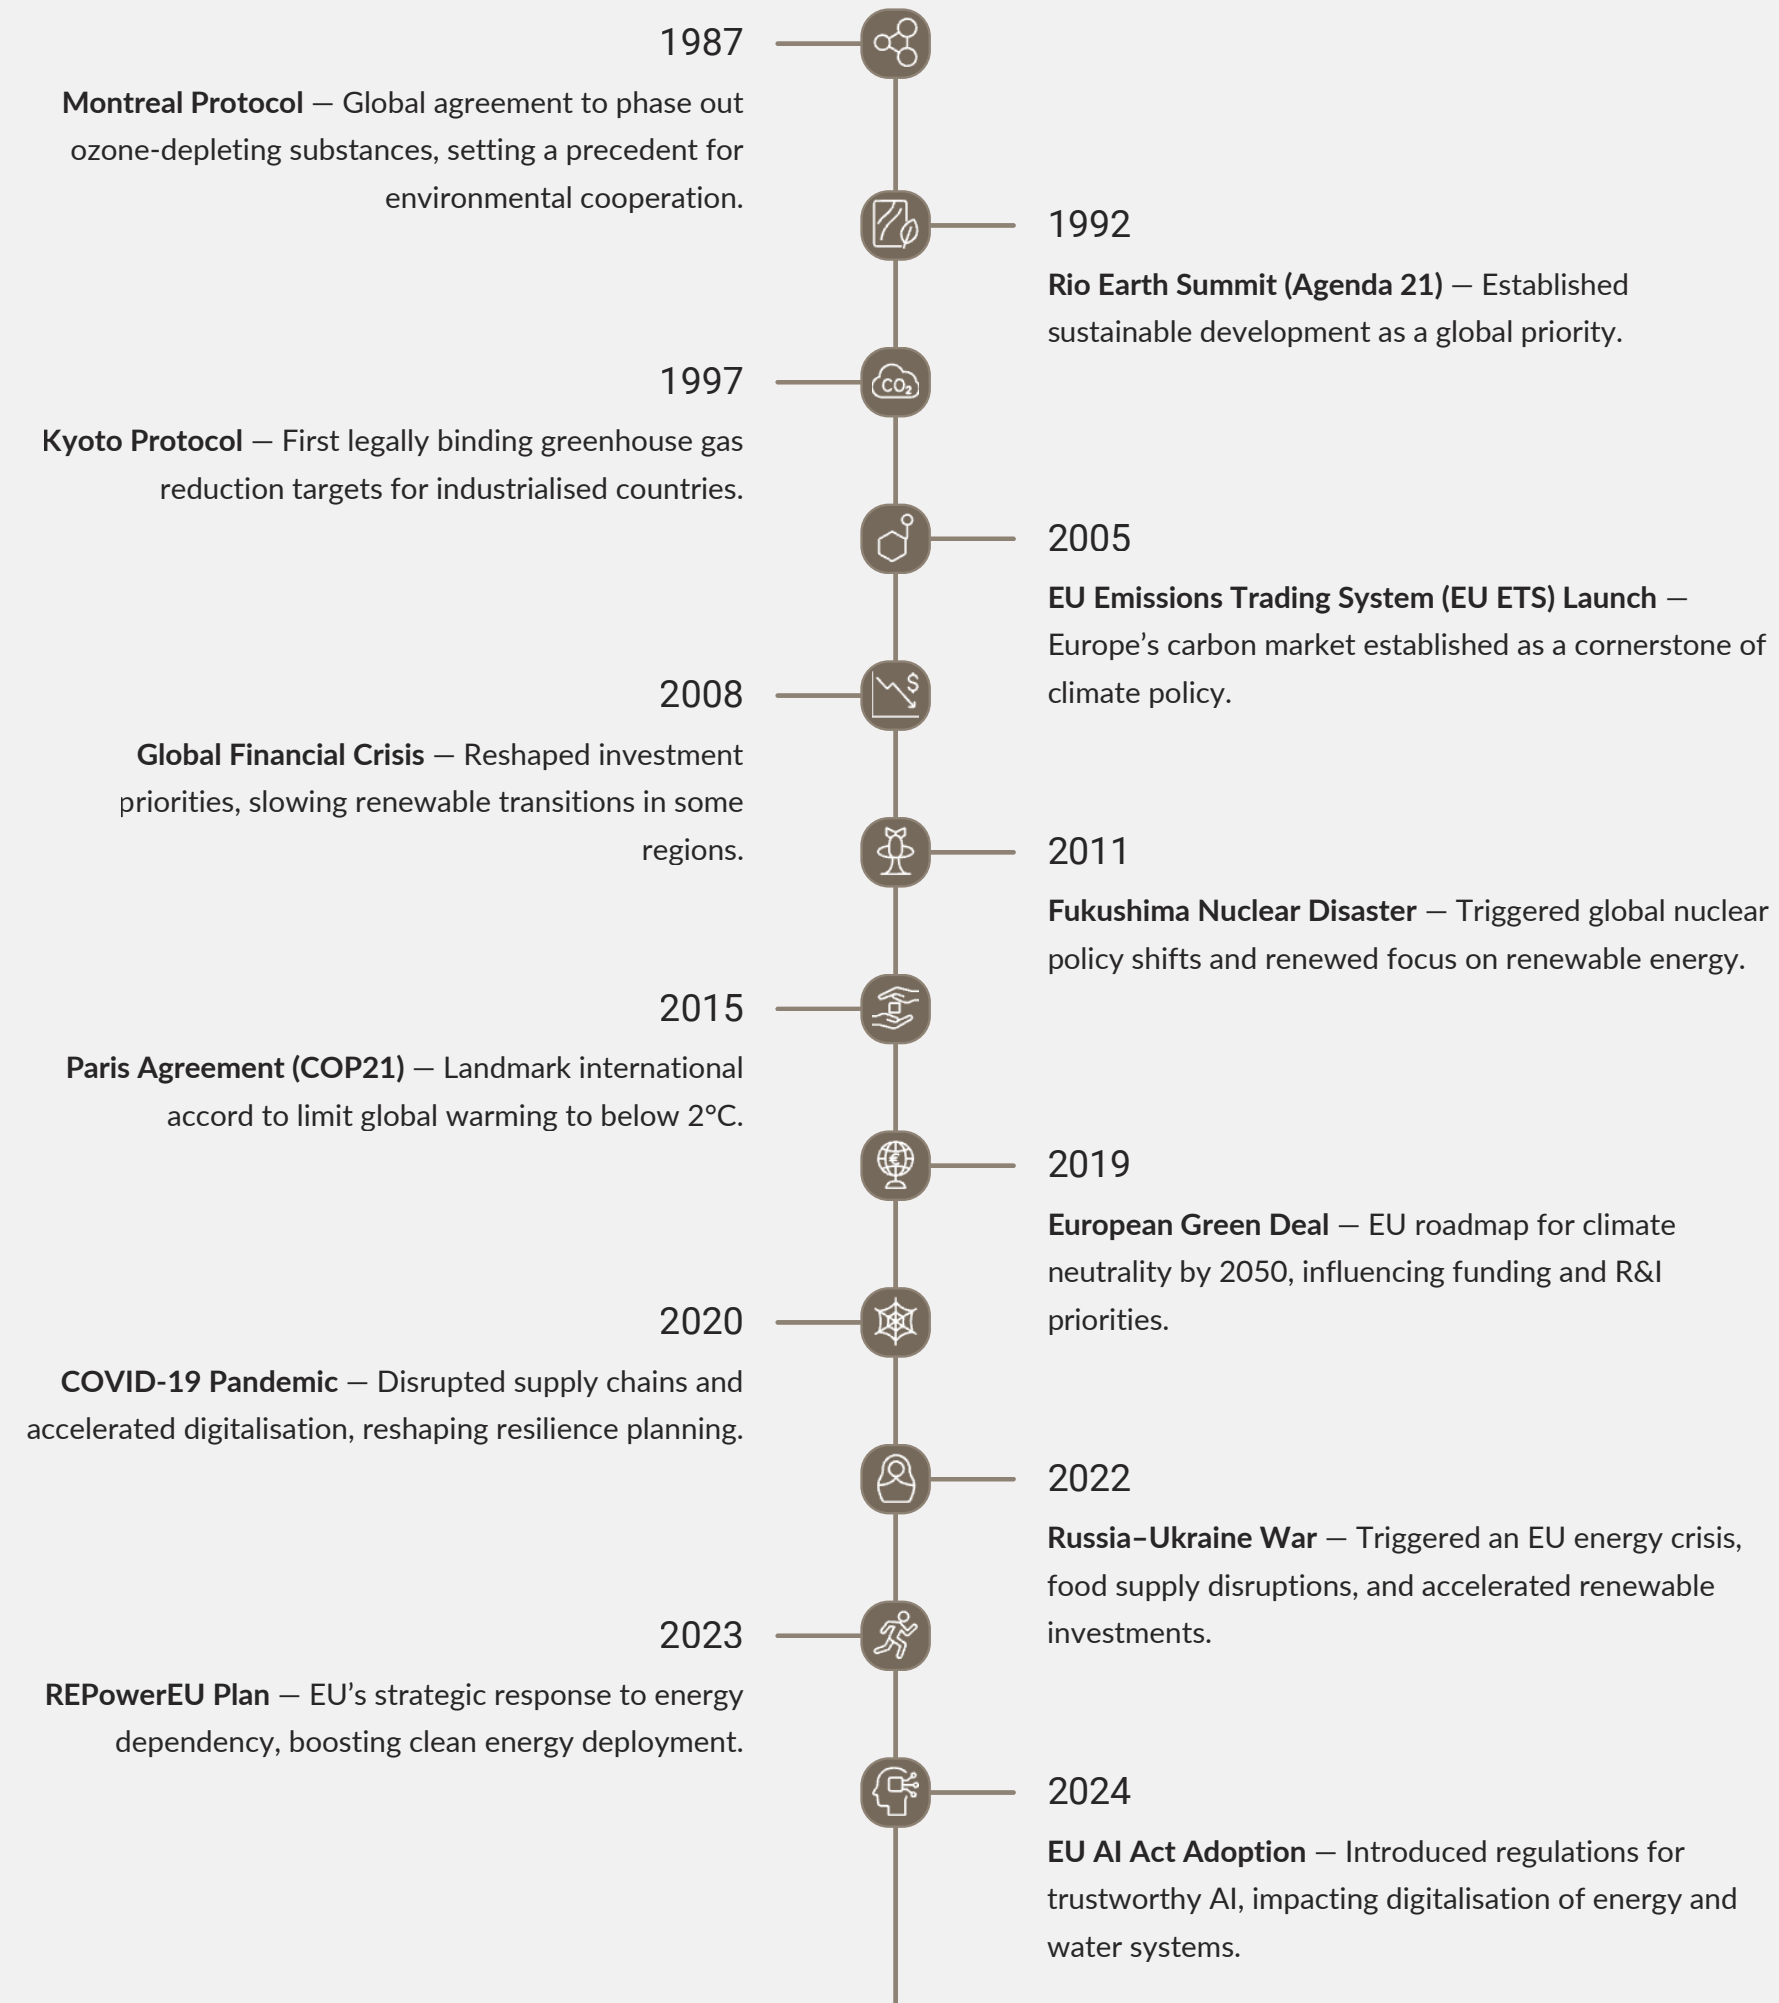 1987
Montreal Protocol — Global agreement to phase out
ozone-depleting substances, setting a precedent for
environmental cooperation.
1992
Rio Earth Summit (Agenda 21) — Established
sustainable development as a global priority.
1997
CO₂
Kyoto Protocol — First legally binding greenhouse gas
reduction targets for industrialised countries.
2005
EU Emissions Trading System (EU ETS) Launch —
Europe’s carbon market established as a cornerstone of
climate policy.
2008
$
Global Financial Crisis — Reshaped investment
priorities, slowing renewable transitions in some
regions.
2011
Fukushima Nuclear Disaster — Triggered global nuclear
policy shifts and renewed focus on renewable energy.
2015
Paris Agreement (COP21) — Landmark international
accord to limit global warming to below 2°C.
2019
€
European Green Deal — EU roadmap for climate
neutrality by 2050, influencing funding and R&I
priorities.
2020
COVID-19 Pandemic — Disrupted supply chains and
accelerated digitalisation, reshaping resilience planning.
2022
Russia–Ukraine War — Triggered an EU energy crisis,
food supply disruptions, and accelerated renewable
investments.
2023
REPowerEU Plan — EU’s strategic response to energy
dependency, boosting clean energy deployment.
2024
EU AI Act Adoption — Introduced regulations for
trustworthy AI, impacting digitalisation of energy and
water systems.